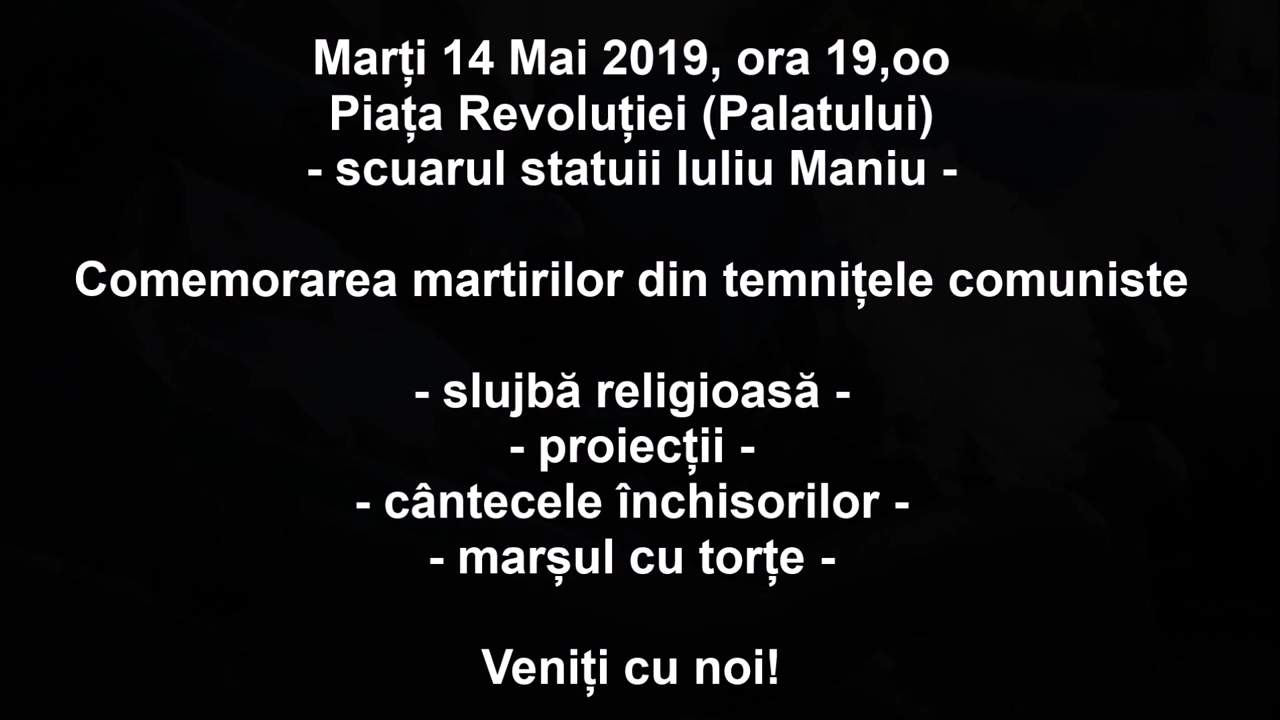 Marți 14 Mai 2019, ora 19,oo
Piața Revoluției (Palatului)
- scuarul statuii Iuliu Maniu -
Comemorarea martirilor din temnițele comuniste
- slujbă religioasă -
- proiecții -
- cântecele închisorilor -
- marșul cu torțe -
Veniți cu noi!